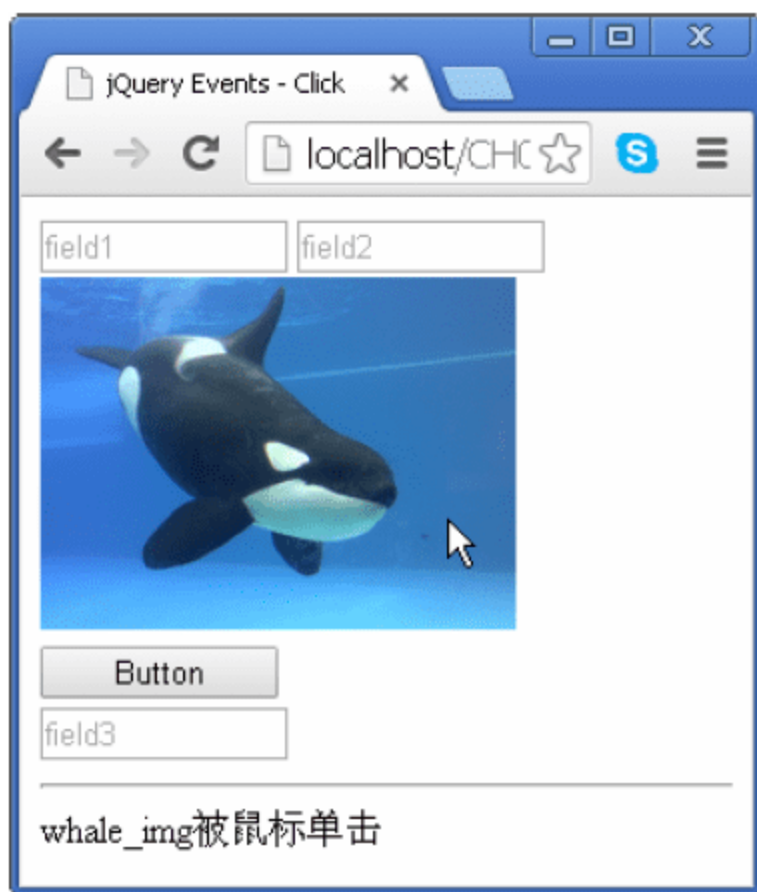 jQuery Events - Click
localhost/CHC
field1 field2
Button
field3
whale_img被鼠标单击